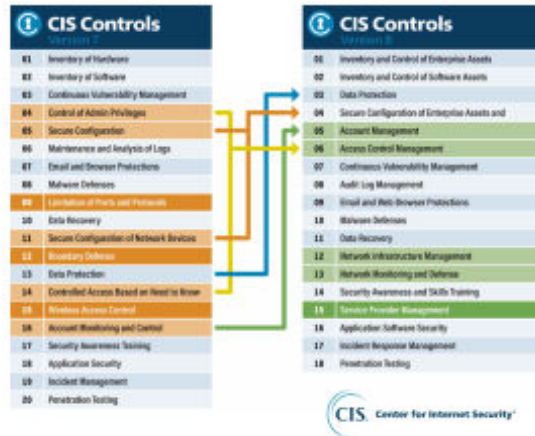 CIS Controls
Version 7
01 Inventory of Hardware
02 Inventory of Software
03 Continuous Vulnerability Management
04 Control of Admin Privileges
05 Secure Configuration
06 Maintenance and Analysis of Logs
07 Email and Browser Protections
08 Malware Defenses
09 Limitation of Ports and Protocols
10 Data Recovery
11 Secure Configuration of Network Devices
12 Boundary Defense
13 Data Protection
14 Controlled Access Based on Need to Know
15 Wireless Access Control
16 Account Monitoring and Control
17 Security Awareness Training
18 Application Security
19 Incident Management
20 Penetration Testing
CIS Controls
Version 8
01 Inventory and Control of Enterprise Assets
02 Inventory and Control of Software Assets
03 Data Protection
04 Secure Configuration of Enterprise Assets and
05 Account Management
06 Access Control Management
07 Continuous Vulnerability Management
08 Audit Log Management
09 Email and Web Browser Protections
10 Malware Defenses
11 Data Recovery
12 Network Infrastructure Management
13 Network Monitoring and Defense
14 Security Awareness and Skills Training
15 Service Provider Management
16 Application Software Security
17 Incident Response Management
18 Penetration Testing
CIS. Center for Internet Security®